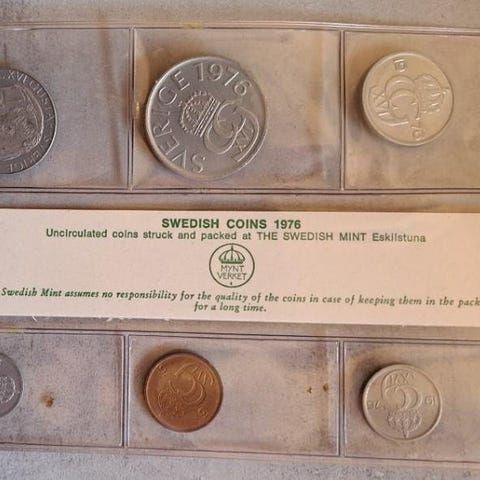 SVERIGE 1976
SWEDISH COINS 1976
Uncirculated coins struck and packed at THE SWEDISH MINT Eskilstuna
MYNT
VERKET
Swedish Mint assumes no responsibility for the quality of the coins in case of keeping them in the pack
for a long time.
19 76